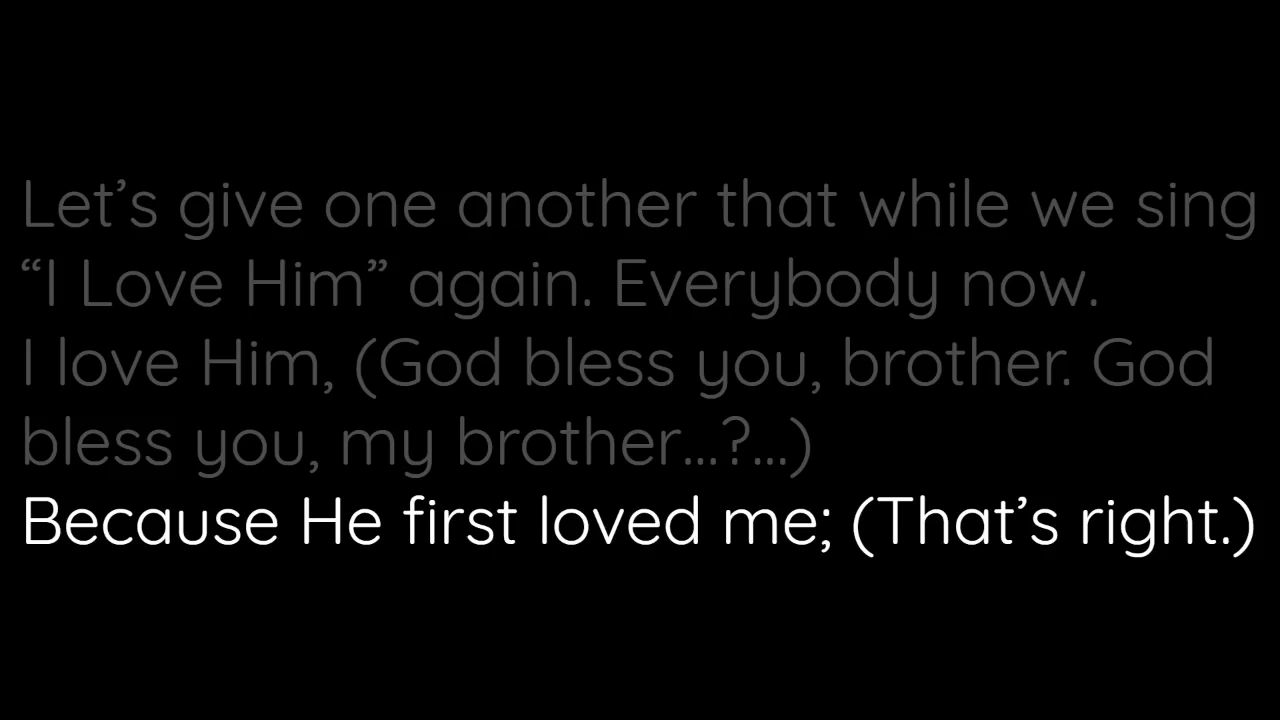 Let’s give one another that while we sing
“I Love Him” again. Everybody now.
I love Him, (God bless you, brother. God
bless you, my brother...?...)
Because He first loved me; (That’s right.)